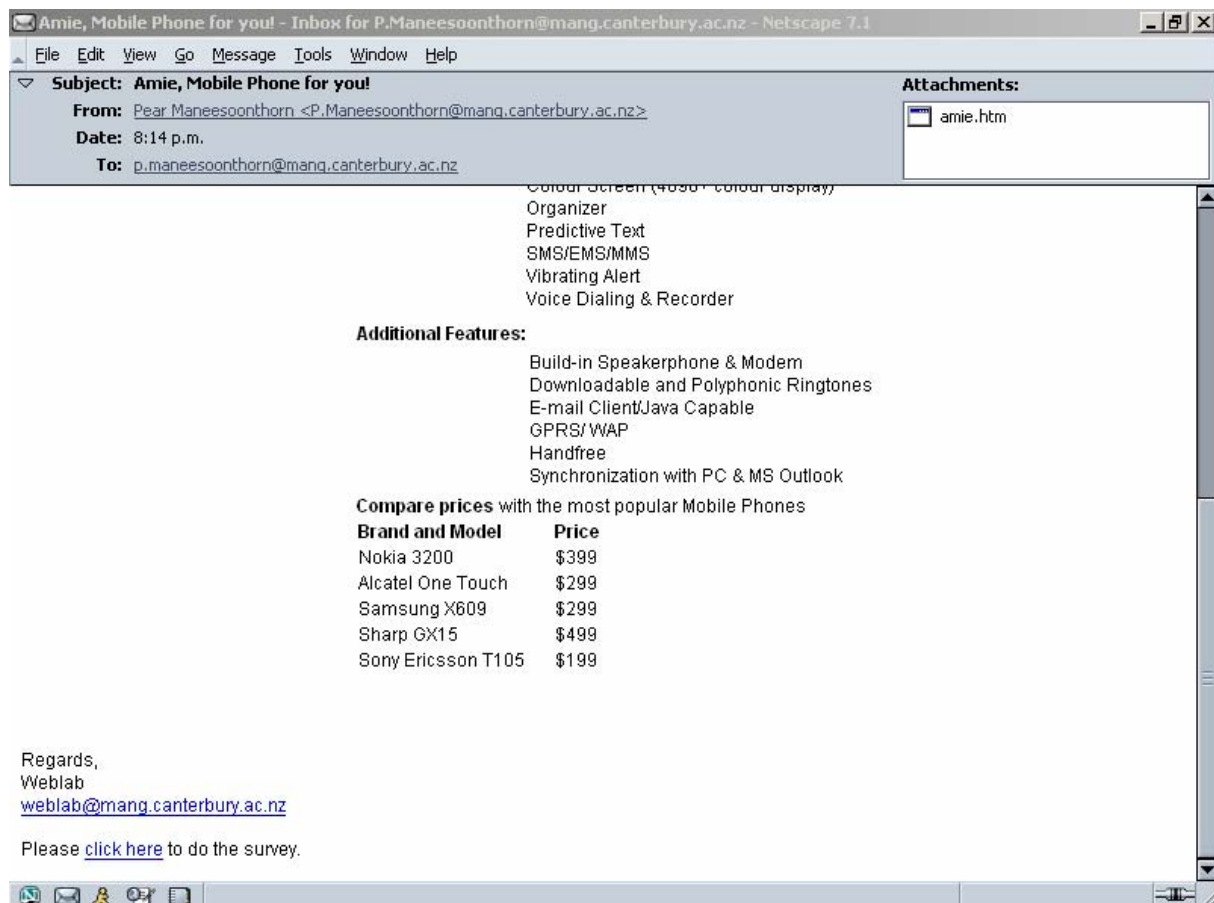 Amie, Mobile Phone for you! - Inbox for P.Maneesoonthorn@mang.canterbury.ac.nz - Netscape 7.1
File Edit View Go Message Tools Window Help
Subject: Amie, Mobile Phone for you!
From: Pear Maneesoonthorn <P.Maneesoonthorn@mang.canterbury.ac.nz>
Date: 8:14 p.m.
To: p.maneesoonthorn@mang.canterbury.ac.nz
Attachments:
amie.htm
Colour Screen (4096+ colour display)
Organizer
Predictive Text
SMS/EMS/MMS
Vibrating Alert
Voice Dialing & Recorder
Additional Features:
Build-in Speakerphone & Modem
Downloadable and Polyphonic Ringtones
E-mail Client/Java Capable
GPRS/ WAP
Handfree
Synchronization with PC & MS Outlook
Compare prices with the most popular Mobile Phones
Brand and Model Price
Nokia 3200 $399
Alcatel One Touch $299
Samsung X609 $299
Sharp GX15 $499
Sony Ericsson T105 $199
Regards,
Weblab
weblab@mang.canterbury.ac.nz
Please click here to do the survey.